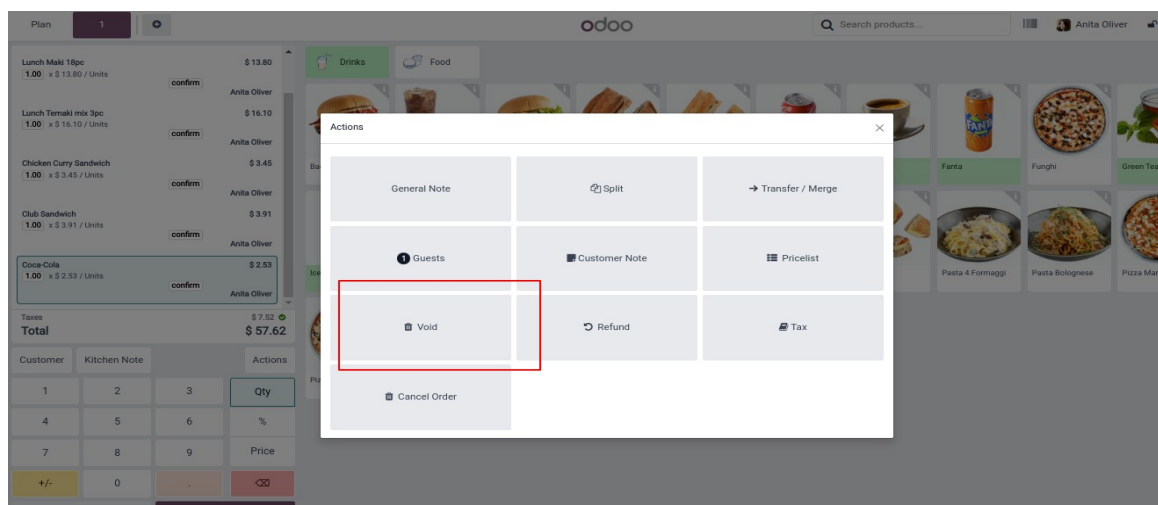 Plan
1
odoo
Search products...
Anita Oliver
Lunch Maki 18pc
$ 13.80
1.00 x $ 13.80 / Units
confirm
Anita Oliver
Lunch Temaki mix 3pc
$ 16.10
1.00 x $ 16.10 / Units
confirm
Anita Oliver
Chicken Curry Sandwich
$ 3.45
1.00 x $ 3.45 / Units
confirm
Anita Oliver
Club Sandwich
$ 3.91
1.00 x $ 3.91 / Units
confirm
Anita Oliver
Coca-Cola
$ 2.53
1.00 x $ 2.53 / Units
confirm
Anita Oliver
Taxes
$ 7.52
Total
$ 57.62
Customer
Kitchen Note
Actions
1
2
3
Qty
4
5
6
%
7
8
9
Price
+/-
0
.
Drinks
Food
Actions
General Note
Split
Transfer / Merge
1 Guests
Customer Note
Pricelist
Void
Refund
Tax
Cancel Order
FANTA
Fanta
Funghi
Green Tea
Pasta 4 Formaggi
Pasta Bolognese